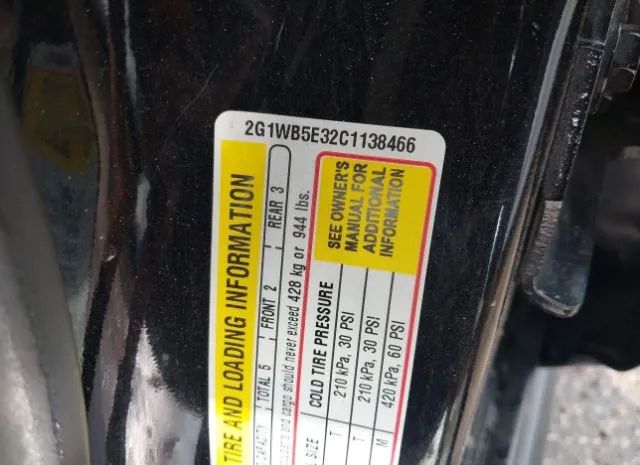 2G1WB5E32C1138466
TIRE AND LOADING INFORMATION
TOTAL 5 FRONT 2 REAR 3
and cargo should never exceed 428 kg or 944 lbs.
SIZE COLD TIRE PRESSURE
T 210 kPa, 30 PSI
T 210 kPa, 30 PSI
M 420 kPa, 60 PSI
SEE OWNER'S
MANUAL FOR
ADDITIONAL
INFORMATION